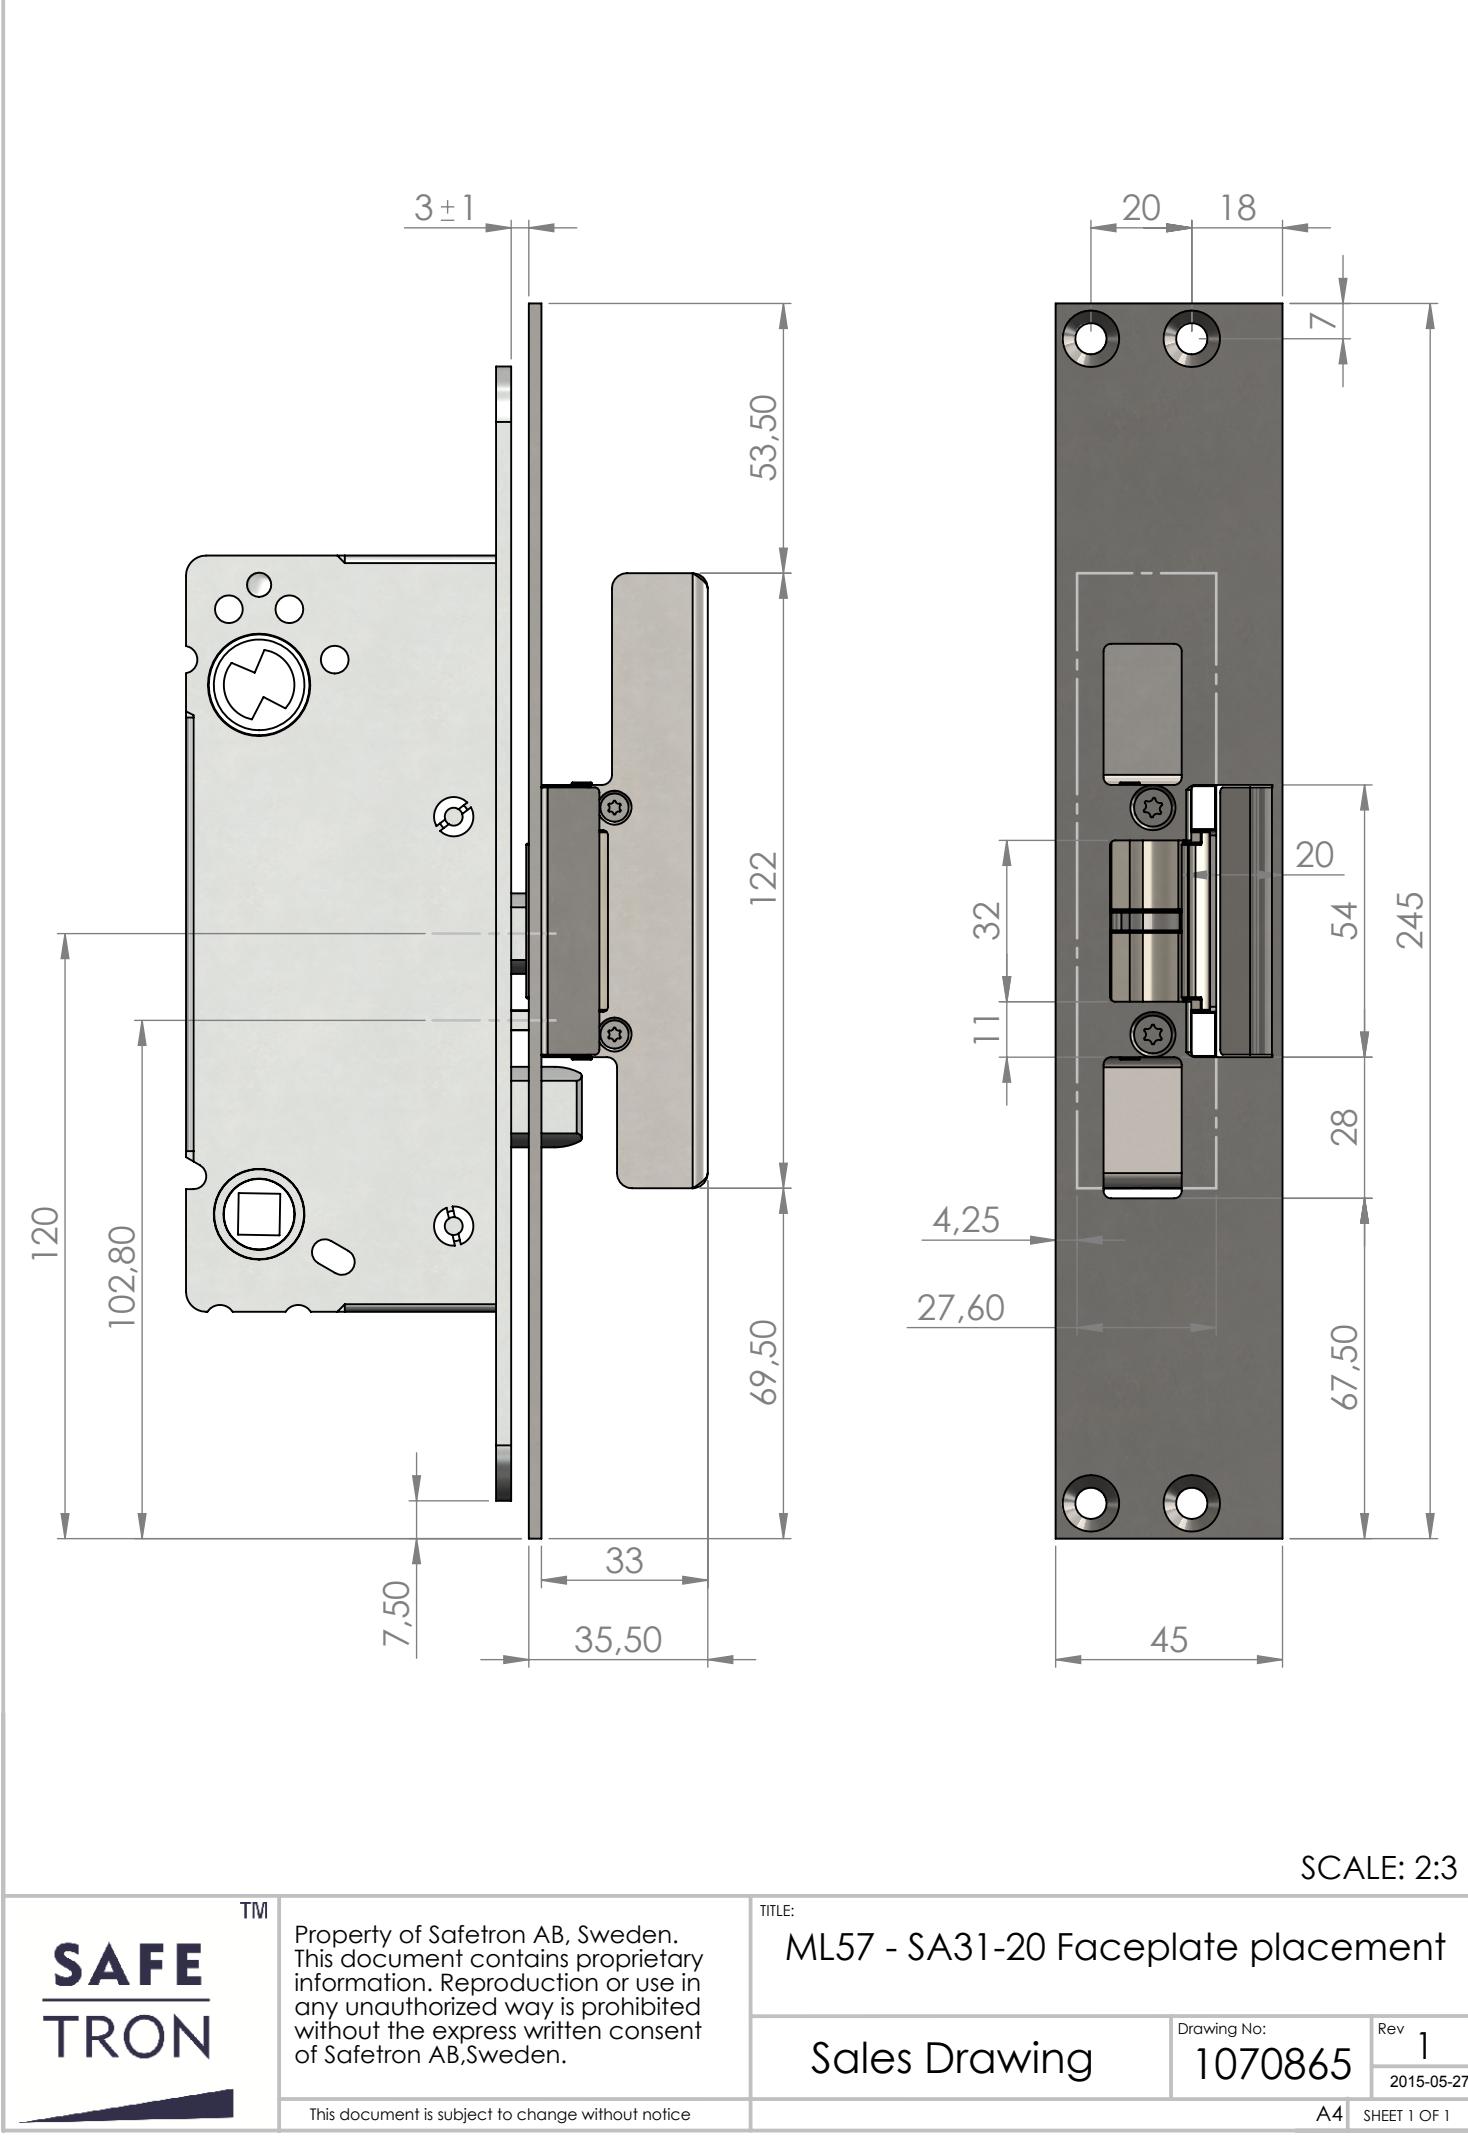 3±1
20
18
7
53,50
122
20
32
54
245
11
28
4,25
120
102,80
27,60
69,50
67,50
33
7,50
35,50
45
SCALE: 2:3
SAFE
TRON
TM
Property of Safetron AB, Sweden.
This document contains proprietary
information. Reproduction or use in
any unauthorized way is prohibited
without the express written consent
of Safetron AB,Sweden.
This document is subject to change without notice
TITLE:
ML57 - SA31-20 Faceplate placement
Sales Drawing
Drawing No:
1070865
Rev
1
2015-05-27
A4
SHEET 1 OF 1